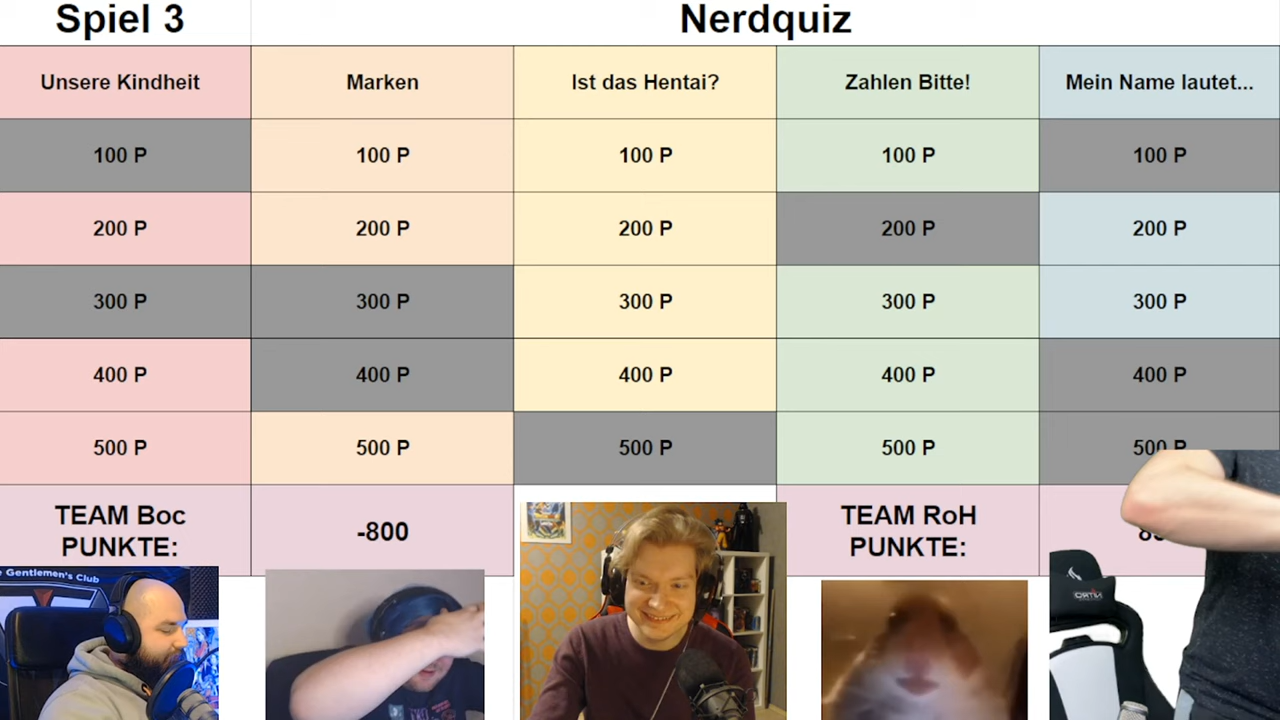 Spiel 3
Nerdquiz
Unsere Kindheit
Marken
Ist das Hentai?
Zahlen Bitte!
Mein Name lautet...
100 P
100 P
100 P
100 P
100 P
200 P
200 P
200 P
200 P
200 P
300 P
300 P
300 P
300 P
300 P
400 P
400 P
400 P
400 P
400 P
500 P
500 P
500 P
500 P
500 P
TEAM Boc
PUNKTE:
-800
TEAM RoH
PUNKTE:
Gentlemen's Club